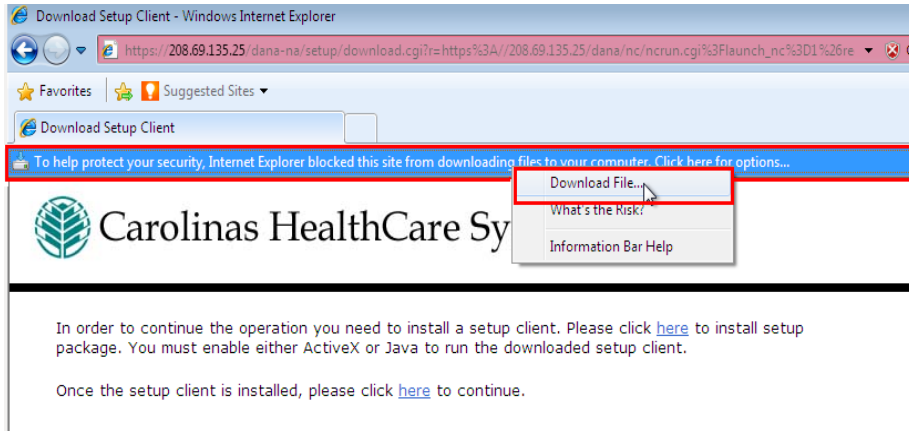 Download Setup Client - Windows Internet Explorer
https://208.69.135.25/dana-na/setup/download.cgi?r=https%3A//208.69.135.25/dana/nc/ncrun.cgi%3Flaunch_nc%3D1%26re
Favorites Suggested Sites
Download Setup Client
To help protect your security, Internet Explorer blocked this site from downloading files to your computer. Click here for options...
Download File...
What's the Risk?
Information Bar Help
Carolinas HealthCare Sy
In order to continue the operation you need to install a setup client. Please click here to install setup
package. You must enable either ActiveX or Java to run the downloaded setup client.
Once the setup client is installed, please click here to continue.